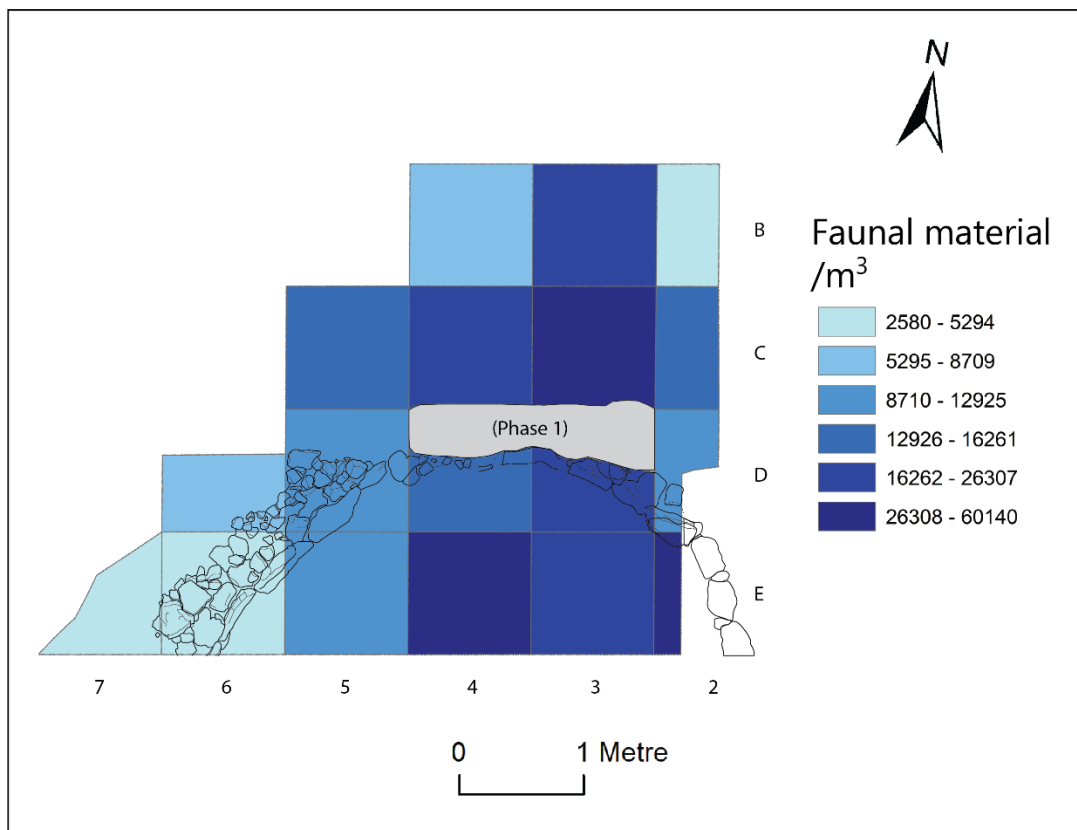 N
B
C
(Phase 1)
D
E
7 6 5 4 3 2
0 1 Metre
Faunal material
/m³
2580 - 5294
5295 - 8709
8710 - 12925
12926 - 16261
16262 - 26307
26308 - 60140